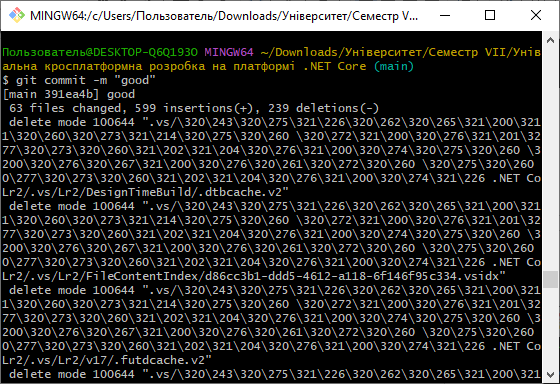 MINGW64:/c/Users/Пользователь/Downloads/Університет/Семестр V...
Пользователь@DESKTOP-Q6Q193O MINGW64 ~/Downloads/Університет/Семестр VII/Унів
альна кросплатформна розробка на платформі .NET Core (main)
$ git commit -m "good"
[main 391ea4b] good
 63 files changed, 599 insertions(+), 239 deletions(-)
 delete mode 100644 ".vs/\320\243\320\275\321\226\320\262\320\265\321\200\321
1\320\260\320\273\321\214\320\275\320\260 \320\272\321\200\320\276\321\201\32
77\320\273\320\260\321\202\321\204\320\276\321\200\320\274\320\275\320\260 \3
200\320\276\320\267\321\200\320\276\320\261\320\272\320\260 \320\275\320\260
0\277\320\273\320\260\321\202\321\204\320\276\321\200\320\274\321\226 .NET Co
Lr2/.vs/Lr2/DesignTimeBuild/.dtbcache.v2"
 delete mode 100644 ".vs/\320\243\320\275\321\226\320\262\320\265\321\200\321
1\320\260\320\273\321\214\320\275\320\260 \320\272\321\200\320\276\321\201\32
77\320\273\320\260\321\202\321\204\320\276\321\200\320\274\320\275\320\260 \3
200\320\276\320\267\321\200\320\276\320\261\320\272\320\260 \320\275\320\260
0\277\320\273\320\260\321\202\321\204\320\276\321\200\320\274\321\226 .NET Co
Lr2/.vs/Lr2/FileContentIndex/d86cc3b1-ddd5-4612-a118-6f146f95c334.vsidx"
 delete mode 100644 ".vs/\320\243\320\275\321\226\320\262\320\265\321\200\321
1\320\260\320\273\321\214\320\275\320\260 \320\272\321\200\320\276\321\201\32
77\320\273\320\260\321\202\321\204\320\276\321\200\320\274\320\275\320\260 \3
200\320\276\320\267\321\200\320\276\320\261\320\272\320\260 \320\275\320\260
0\277\320\273\320\260\321\202\321\204\320\276\321\200\320\274\321\226 .NET Co
Lr2/.vs/Lr2/v17/.futdcache.v2"
 delete mode 100644 ".vs/\320\243\320\275\321\226\320\262\320\265\321\200\321